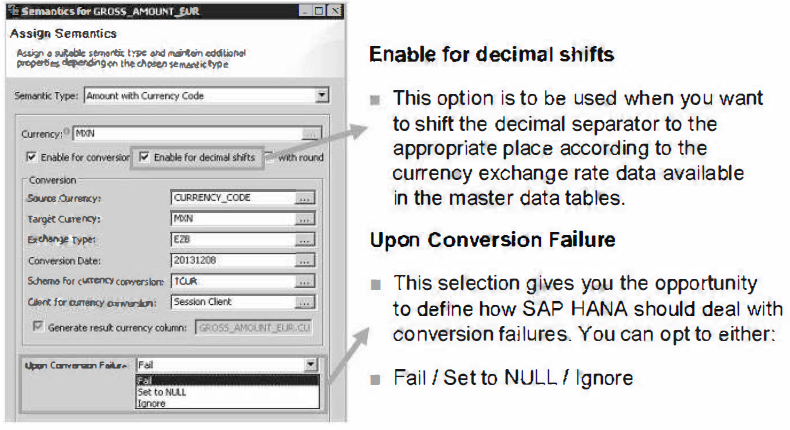 Semantics for GROSS_AMOUNT_EUR
Assign Semantics
Assign a suitable semantic type and maintain additional
properties depending on the chosen semantic type
Semantic Type: Amount with Currency Code
Currency: MXN ...
Enable for conversion Enable for decimal shifts with round
Conversion
Source Currency: CURRENCY_CODE ...
Target Currency: MXN ...
Exchange Type: EZB ...
Conversion Date: 20131208 ...
Schema for currency conversion: TCUR ...
Client for currency conversion: Session Client ...
Generate result currency column: GROSS_AMOUNT_EUR.CU
Upon Conversion Failure: Fail
Fail
Set to NULL
Ignore
Enable for decimal shifts
This option is to be used when you want
to shift the decimal separator to the
appropriate place according to the
currency exchange rate data available
in the master data tables.
Upon Conversion Failure
This selection gives you the opportunity
to define how SAP HANA should deal with
conversion failures. You can opt to either:
Fail / Set to NULL / Ignore